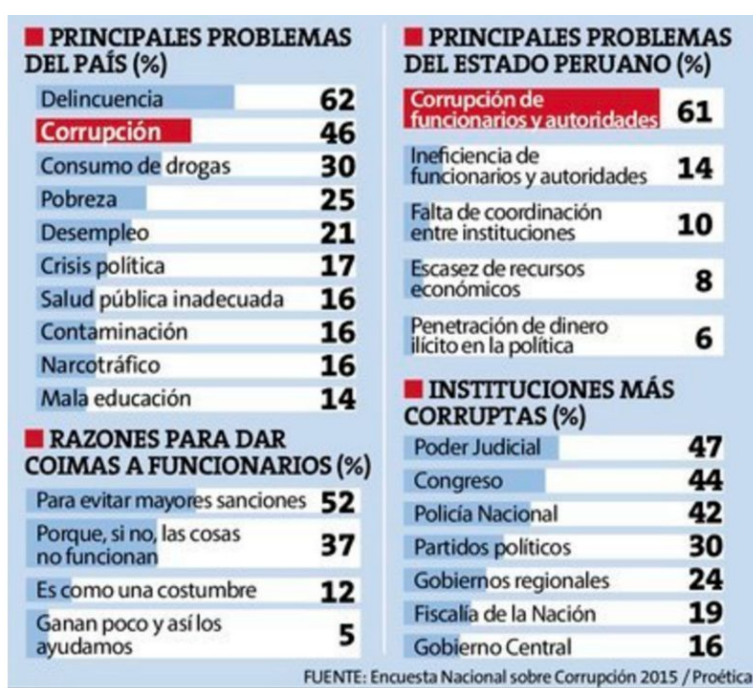 PRINCIPALES PROBLEMAS
DEL PAÍS (%)
Delincuencia 62
Corrupción 46
Consumo de drogas 30
Pobreza 25
Desempleo 21
Crisis política 17
Salud pública inadecuada 16
Contaminación 16
Narcotráfico 16
Mala educación 14
RAZONES PARA DAR
COIMAS A FUNCIONARIOS (%)
Para evitar mayores sanciones 52
Porque, si no, las cosas
no funcionan 37
Es como una costumbre 12
Ganan poco y así los
ayudamos 5
PRINCIPALES PROBLEMAS
DEL ESTADO PERUANO (%)
Corrupción de
funcionarios y autoridades 61
Ineficiencia de
funcionarios y autoridades 14
Falta de coordinación
entre instituciones 10
Escasez de recursos
económicos 8
Penetración de dinero
ilícito en la política 6
INSTITUCIONES MÁS
CORRUPTAS (%)
Poder Judicial 47
Congreso 44
Policía Nacional 42
Partidos políticos 30
Gobiernos regionales 24
Fiscalía de la Nación 19
Gobierno Central 16
FUENTE: Encuesta Nacional sobre Corrupción 2015 / Proética